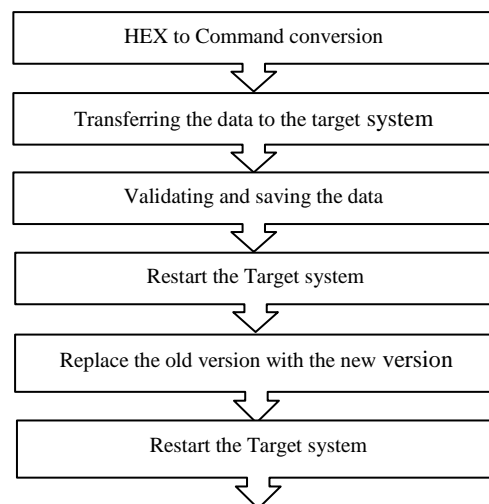 HEX to Command conversion
Transferring the data to the target system
Validating and saving the data
Restart the Target system
Replace the old version with the new version
Restart the Target system